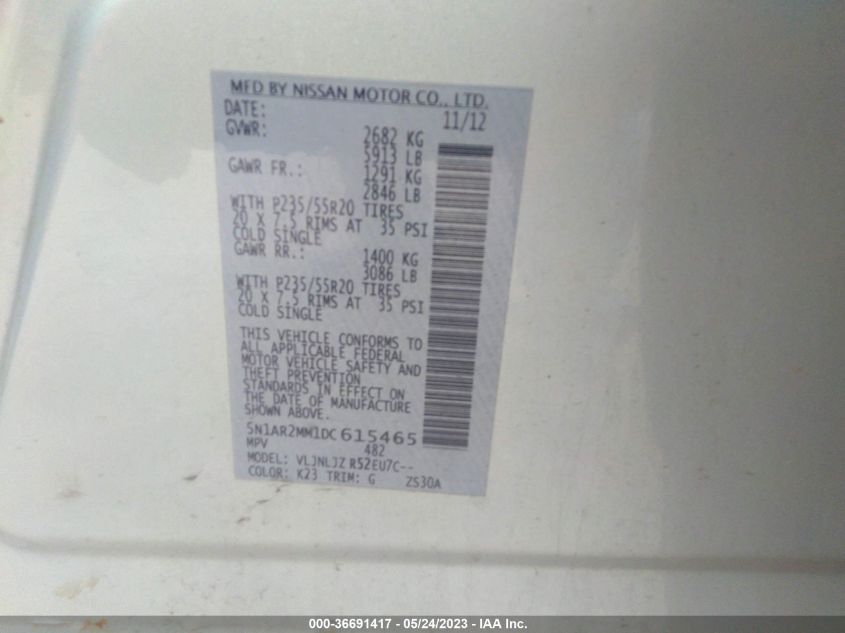 MFD BY NISSAN MOTOR CO., LTD.
DATE: 11/12
GVWR: 2682 KG
5913 LB
GAWR FR.: 1291 KG
2846 LB
WITH P235/55R20 TIRES
20 X 7.5 RIMS AT 35 PSI
COLD SINGLE
GAWR RR.: 1400 KG
3086 LB
WITH P235/55R20 TIRES
20 X 7.5 RIMS AT 35 PSI
COLD SINGLE
THIS VEHICLE CONFORMS TO
ALL APPLICABLE FEDERAL
MOTOR VEHICLE SAFETY AND
THEFT PREVENTION
STANDARDS IN EFFECT ON
THE DATE OF MANUFACTURE
SHOWN ABOVE.
5N1AR2MM1DC615465
MPV 482
MODEL: VLJNLJZ R52EU7C--
COLOR: K23 TRIM: G ZS30A
000-36691417 - 05/24/2023 - IAA Inc.